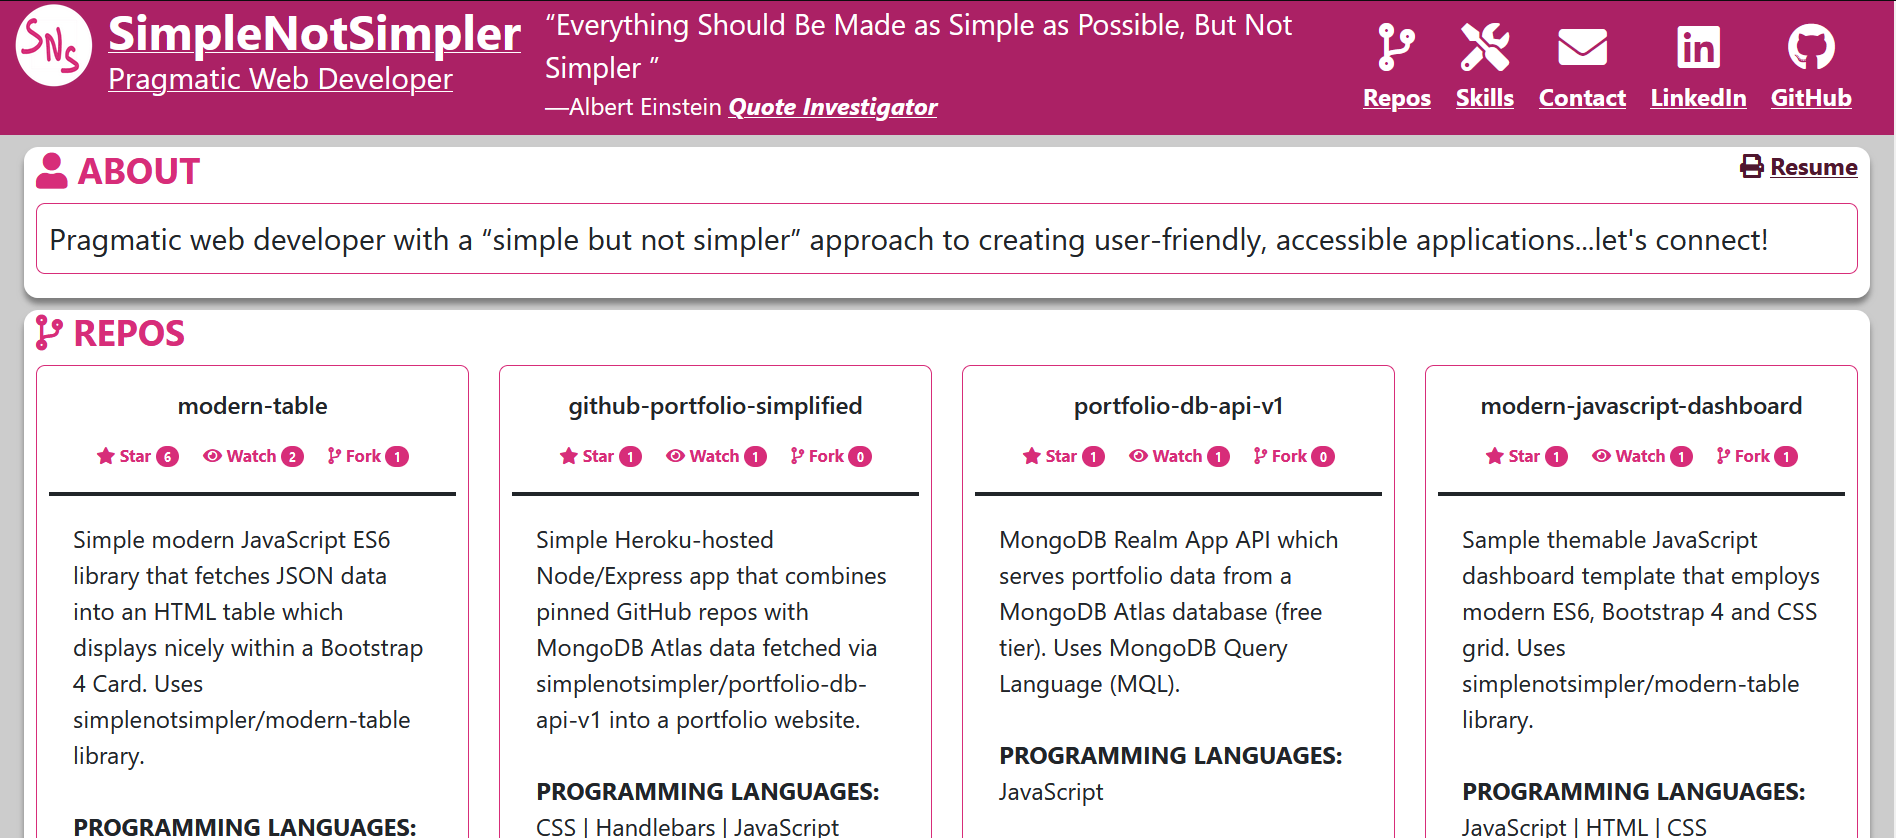 SNS
SimpleNotSimpler
Pragmatic Web Developer
“Everything Should Be Made as Simple as Possible, But Not
Simpler ”
—Albert Einstein Quote Investigator
Repos
Skills
Contact
LinkedIn
GitHub
ABOUT
Resume
Pragmatic web developer with a “simple but not simpler” approach to creating user-friendly, accessible applications...let's connect!
REPOS
modern-table
Star 6 Watch 2 Fork 1
Simple modern JavaScript ES6
library that fetches JSON data
into an HTML table which
displays nicely within a Bootstrap
4 Card. Uses
simplenotsimpler/modern-table
library.
PROGRAMMING LANGUAGES:
github-portfolio-simplified
Star 1 Watch 1 Fork 0
Simple Heroku-hosted
Node/Express app that combines
pinned GitHub repos with
MongoDB Atlas data fetched via
simplenotsimpler/portfolio-db-
api-v1 into a portfolio website.
PROGRAMMING LANGUAGES:
CSS | Handlebars | JavaScript
portfolio-db-api-v1
Star 1 Watch 1 Fork 0
MongoDB Realm App API which
serves portfolio data from a
MongoDB Atlas database (free
tier). Uses MongoDB Query
Language (MQL).
PROGRAMMING LANGUAGES:
JavaScript
modern-javascript-dashboard
Star 1 Watch 1 Fork 1
Sample themable JavaScript
dashboard template that employs
modern ES6, Bootstrap 4 and CSS
grid. Uses
simplenotsimpler/modern-table
library.
PROGRAMMING LANGUAGES:
JavaScript | HTML | CSS